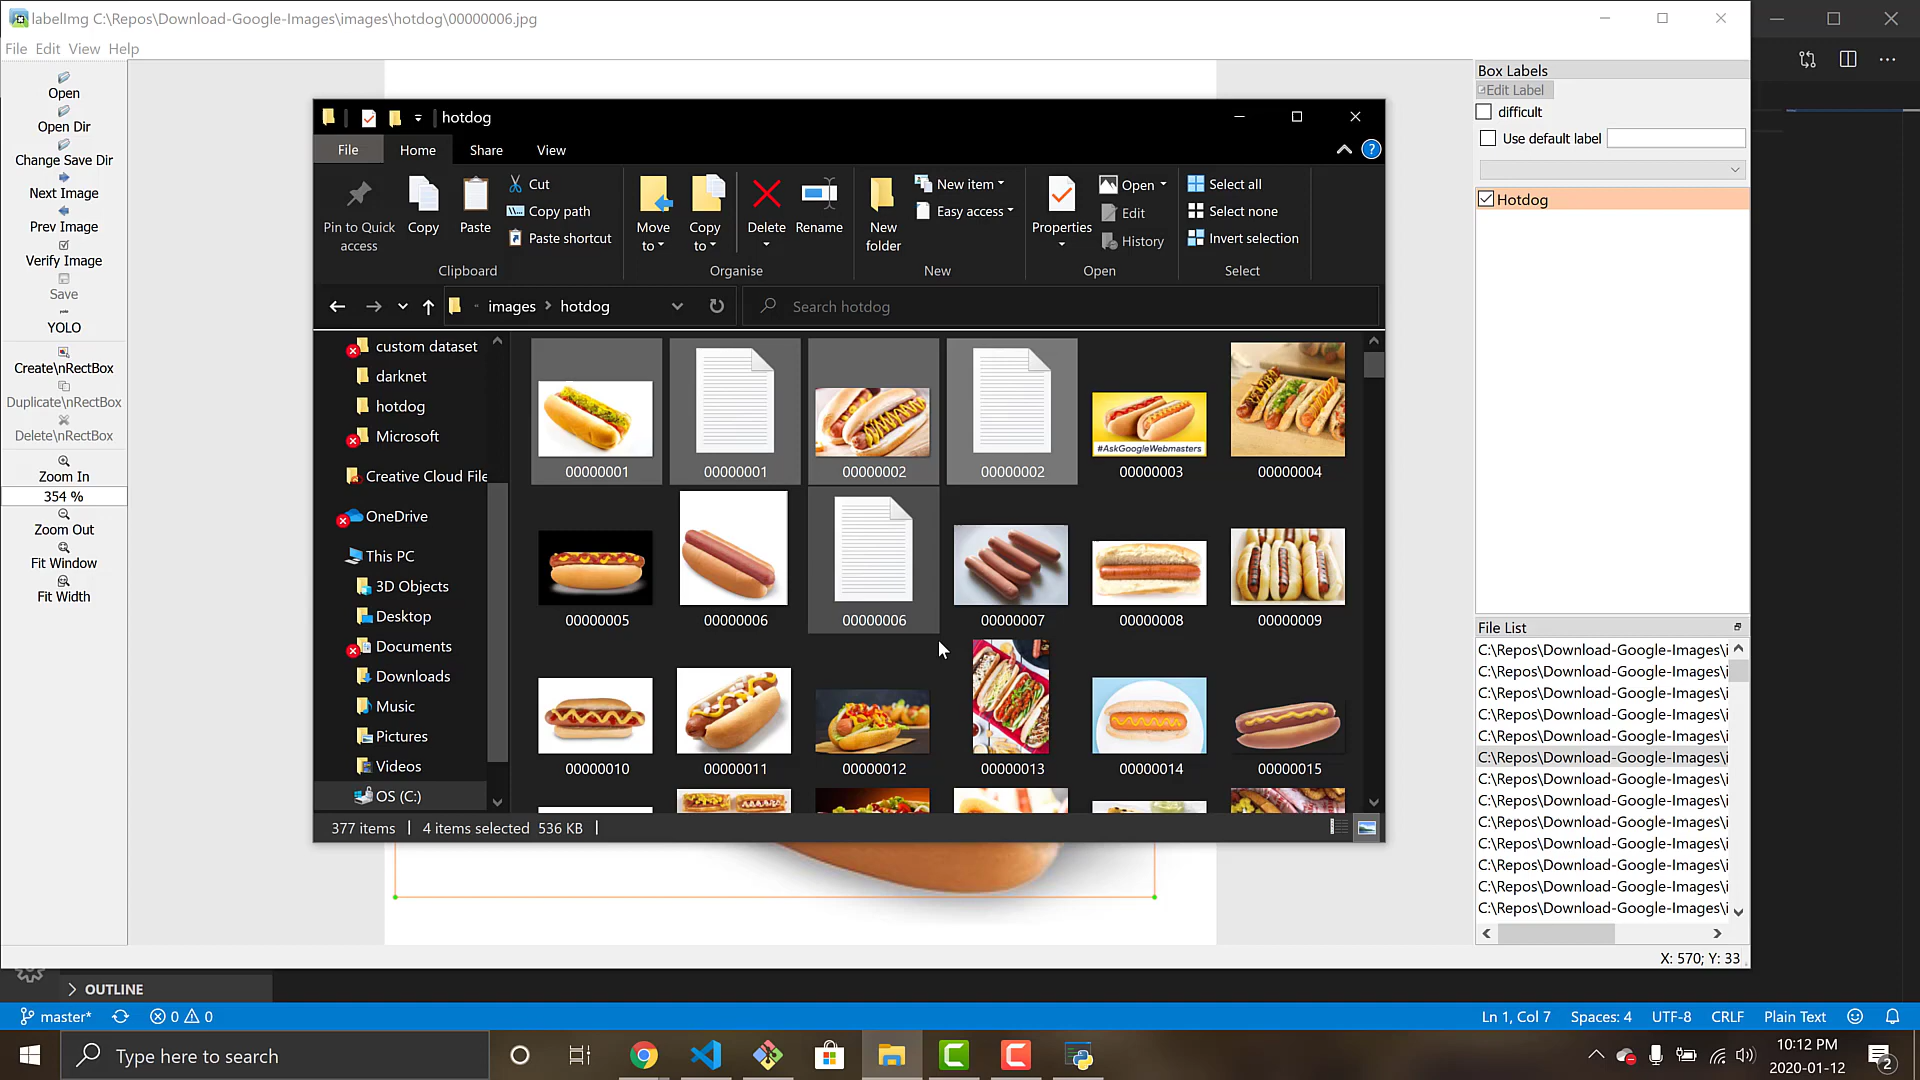 labelImg C:\Repos\Download-Google-Images\images\hotdog\00000006.jpg
File Edit View Help
Open
Open Dir
Change Save Dir
Next Image
Prev Image
Verify Image
Save
YOLO
Create\nRectBox
Duplicate\nRectBox
Delete\nRectBox
Zoom In
354 %
Zoom Out
Fit Window
Fit Width
hotdog
File Home Share View
Pin to Quick access
Copy
Paste
Cut
Copy path
Paste shortcut
Clipboard
Move to
Copy to
Delete
Rename
Organise
New folder
New item
Easy access
New
Properties
Open
Edit
History
Open
Select all
Select none
Invert selection
Select
images > hotdog
Search hotdog
custom dataset
darknet
hotdog
Microsoft
Creative Cloud File
OneDrive
This PC
3D Objects
Desktop
Documents
Downloads
Music
Pictures
Videos
OS (C:)
#AskGoogleWebmasters
00000001 00000001 00000002 00000002 00000003 00000004
00000005 00000006 00000006 00000007 00000008 00000009
00000010 00000011 00000012 00000013 00000014 00000015
377 items 4 items selected 536 KB
Box Labels
Edit Label
difficult
Use default label
Hotdog
File List
C:\Repos\Download-Google-Images\i
C:\Repos\Download-Google-Images\i
C:\Repos\Download-Google-Images\i
C:\Repos\Download-Google-Images\i
C:\Repos\Download-Google-Images\i
C:\Repos\Download-Google-Images\i
C:\Repos\Download-Google-Images\i
C:\Repos\Download-Google-Images\i
C:\Repos\Download-Google-Images\i
C:\Repos\Download-Google-Images\i
C:\Repos\Download-Google-Images\i
C:\Repos\Download-Google-Images\i
C:\Repos\Download-Google-Images\i
X: 570; Y: 33
OUTLINE
master* 0 0 Ln 1, Col 7 Spaces: 4 UTF-8 CRLF Plain Text
Type here to search
10:12 PM
2020-01-12
2